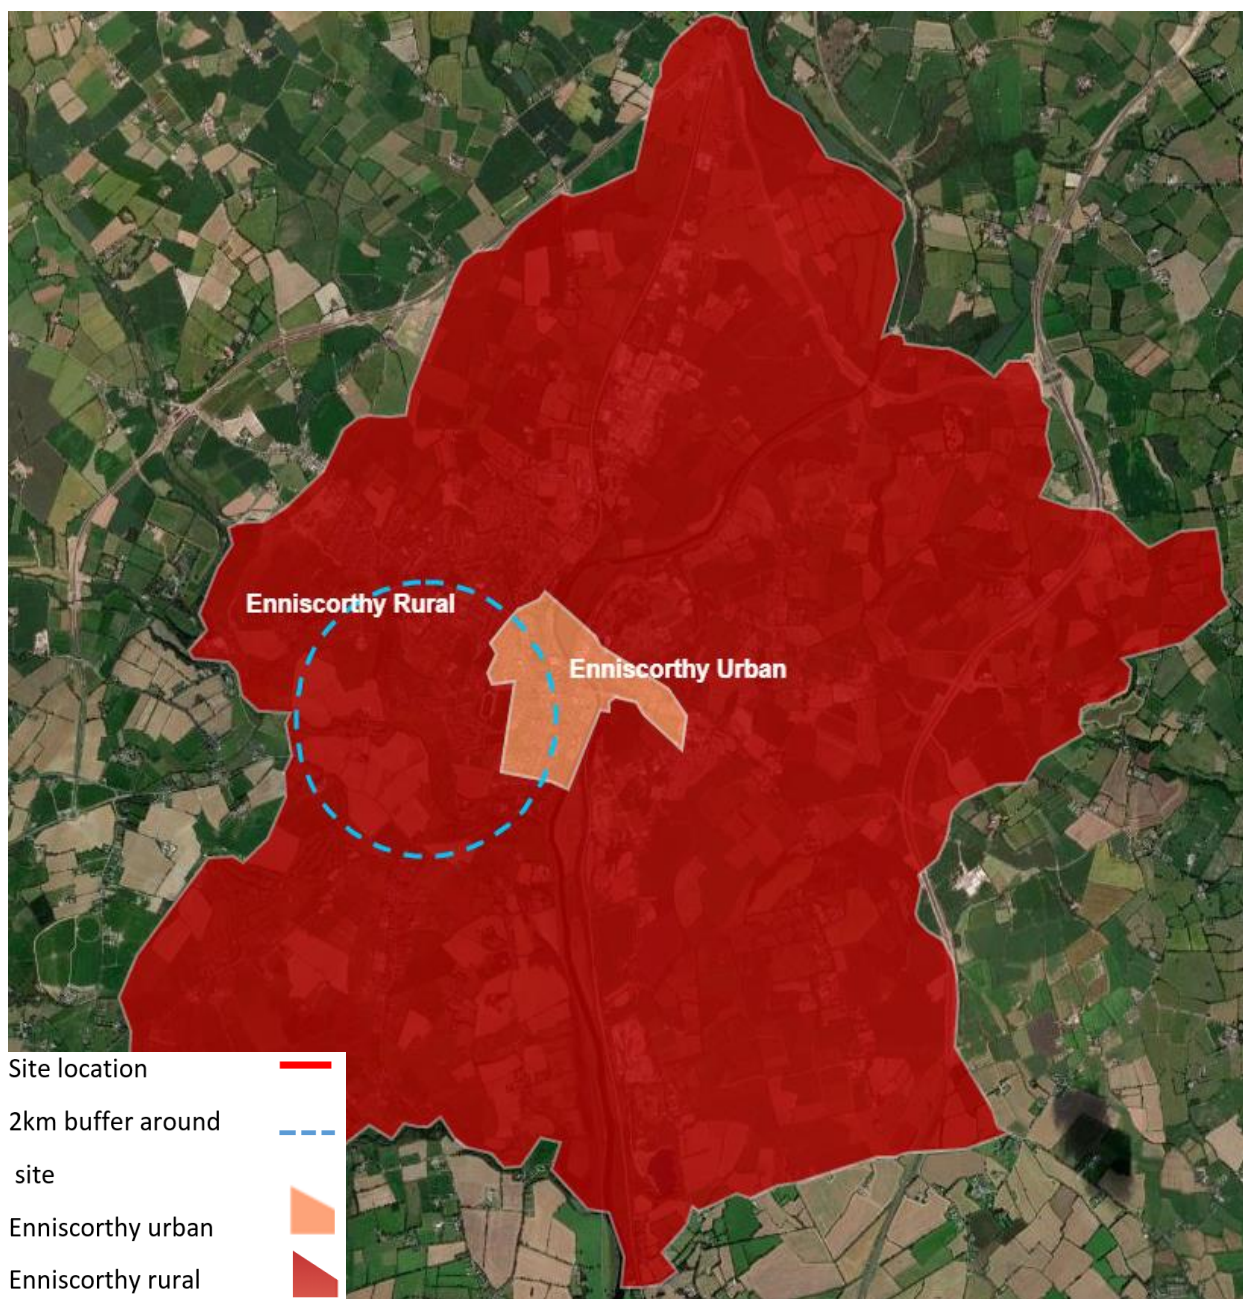 Enniscorthy Rural
Enniscorthy Urban
Site location
2km buffer around
site
Enniscorthy urban
Enniscorthy rural